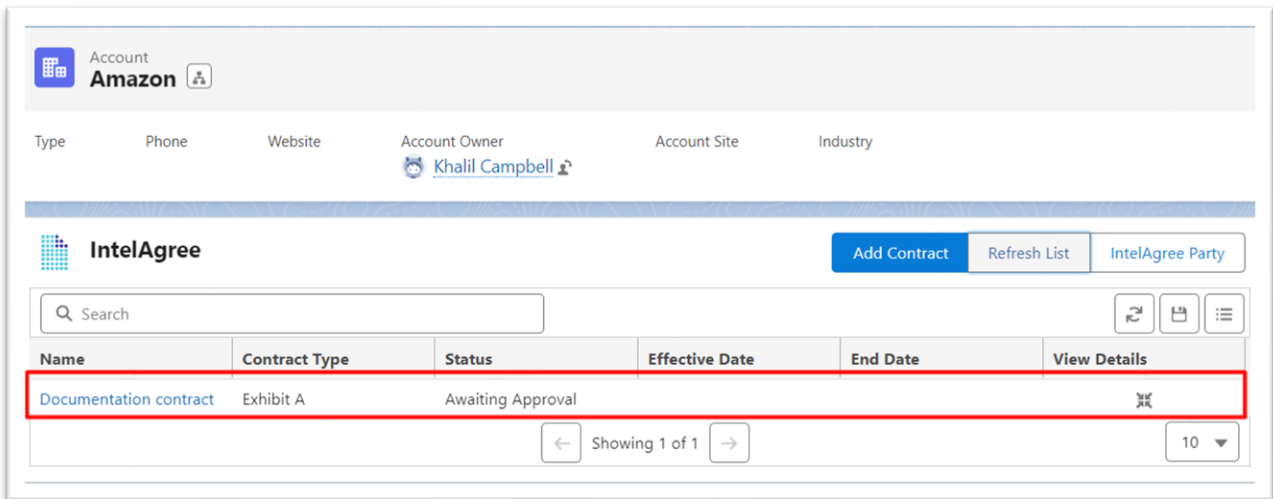 Account
Amazon
Type Phone Website Account Owner Account Site Industry
Khalil Campbell
IntelAgree
Add Contract Refresh List IntelAgree Party
Search
Name Contract Type Status Effective Date End Date View Details
Documentation contract Exhibit A Awaiting Approval
Showing 1 of 1 10